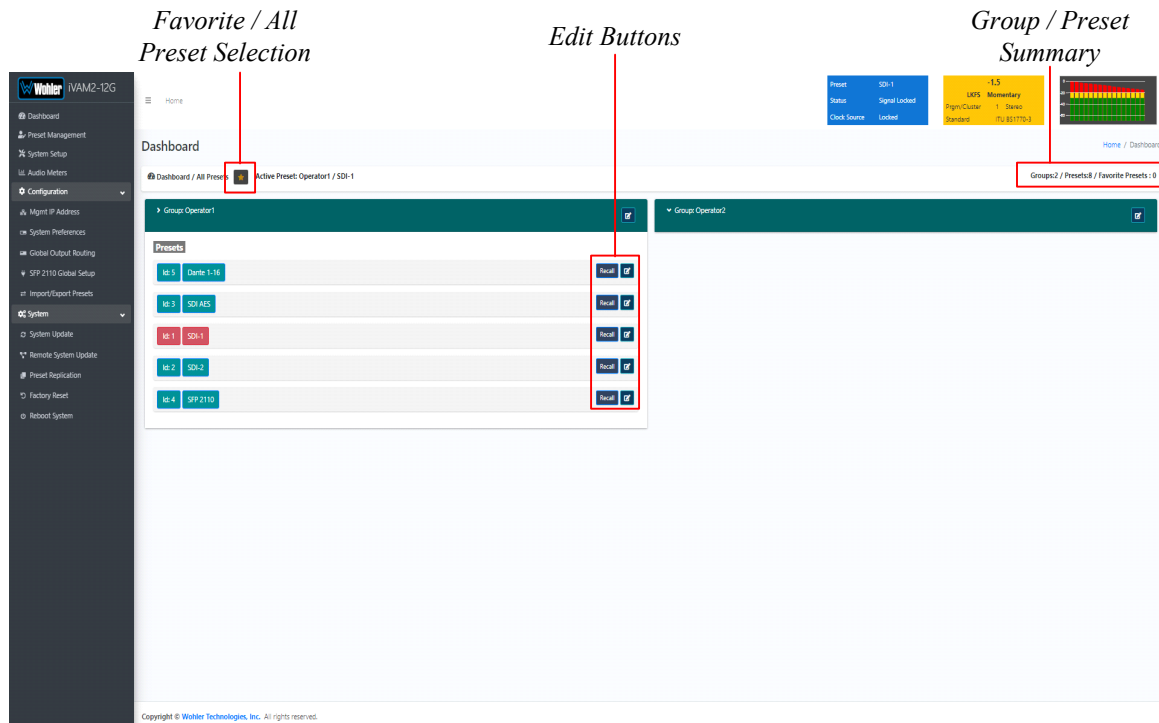 Favorite / All
Preset Selection
Edit Buttons
Group / Preset
Summary
Wohler iVAM2-12G
Dashboard
Preset Management
System Setup
Audio Meters
Configuration
Mgmt IP Address
System Preferences
Global Output Routing
SFP 2110 Global Setup
Import/Export Presets
System
System Update
Remote System Update
Preset Replication
Factory Reset
Reboot System
Home
Preset SDI-1
Status Signal Locked
Clock Source Locked
-1.5
LKFS Momentary
Prgm/Cluster 1 Stereo
Standard ITU BS1770-3
Dashboard
Home / Dashboard
Dashboard / All Presets Active Preset: Operator1 / SDI-1
Groups:2 / Presets:8 / Favorite Presets : 0
Group: Operator1
Group: Operator2
Presets
Id: 5 Dante 1-16 Recall
Id: 3 SDI AES Recall
Id: 1 SDI-1 Recall
Id: 2 SDI-2 Recall
Id: 4 SFP 2110 Recall
Copyright © Wohler Technologies, Inc. All rights reserved.